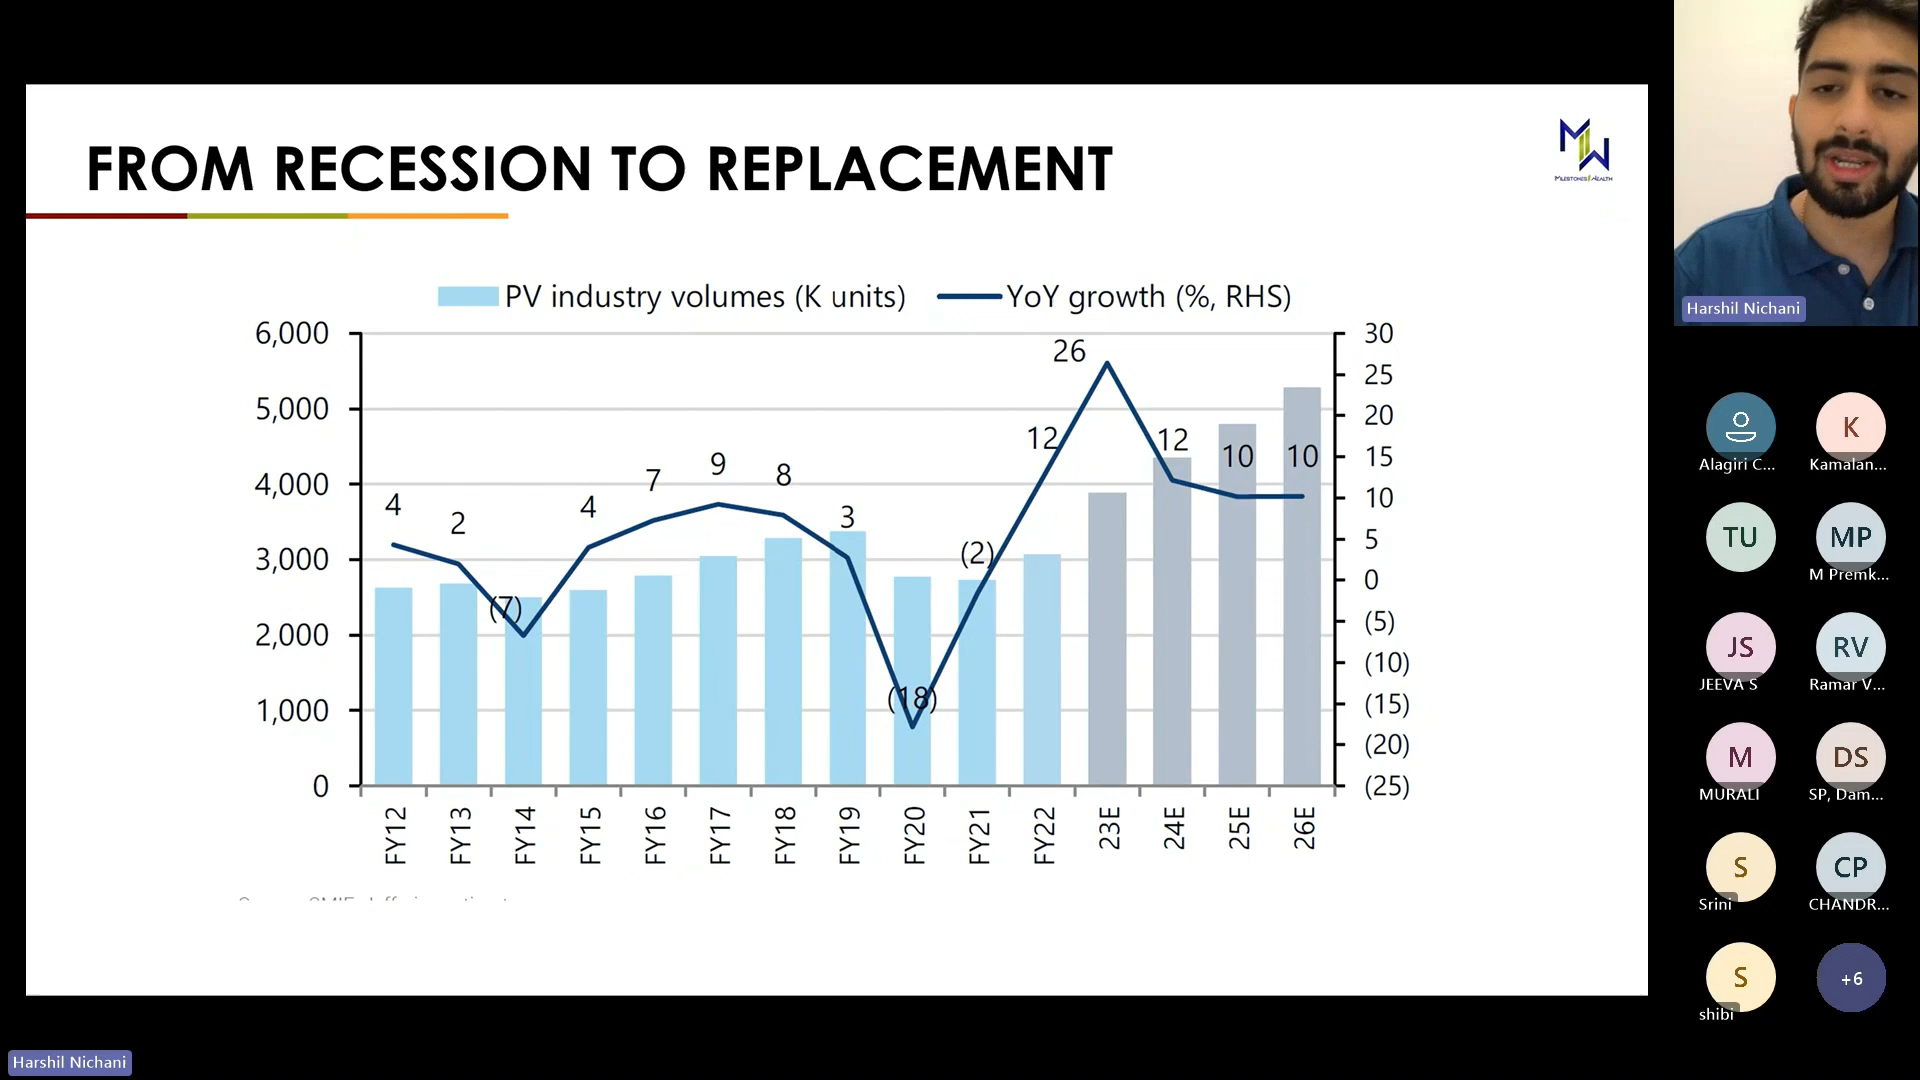 FROM RECESSION TO REPLACEMENT
MILESTONES WEALTH
PV industry volumes (K units)
YoY growth (%, RHS)
6,000
5,000
4,000
3,000
2,000
1,000
0
30
25
20
15
10
5
0
(5)
(10)
(15)
(20)
(25)
4
2
(7)
4
7
9
8
3
(18)
(2)
12
26
12
10
10
FY12
FY13
FY14
FY15
FY16
FY17
FY18
FY19
FY20
FY21
FY22
23E
24E
25E
26E
Harshil Nichani
Alagiri C...
K
Kamalan...
TU
MP
M Premk...
JS
JEEVA S
RV
Ramar V...
M
MURALI
DS
SP, Dam...
S
Srini
CP
CHANDR...
S
shibi
+6
Harshil Nichani